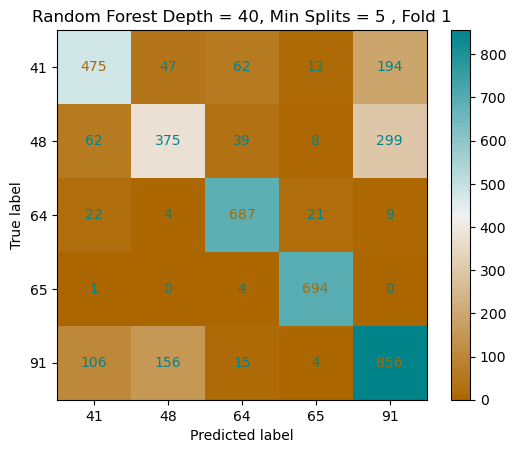 Random Forest Depth = 40, Min Splits = 5 , Fold 1
41 475 47 62 13 194
48 62 375 39 8 299
64 22 4 687 21 9
65 1 0 4 694 0
91 106 156 15 4 856
41 48 64 65 91
True label
Predicted label
800
700
600
500
400
300
200
100
0